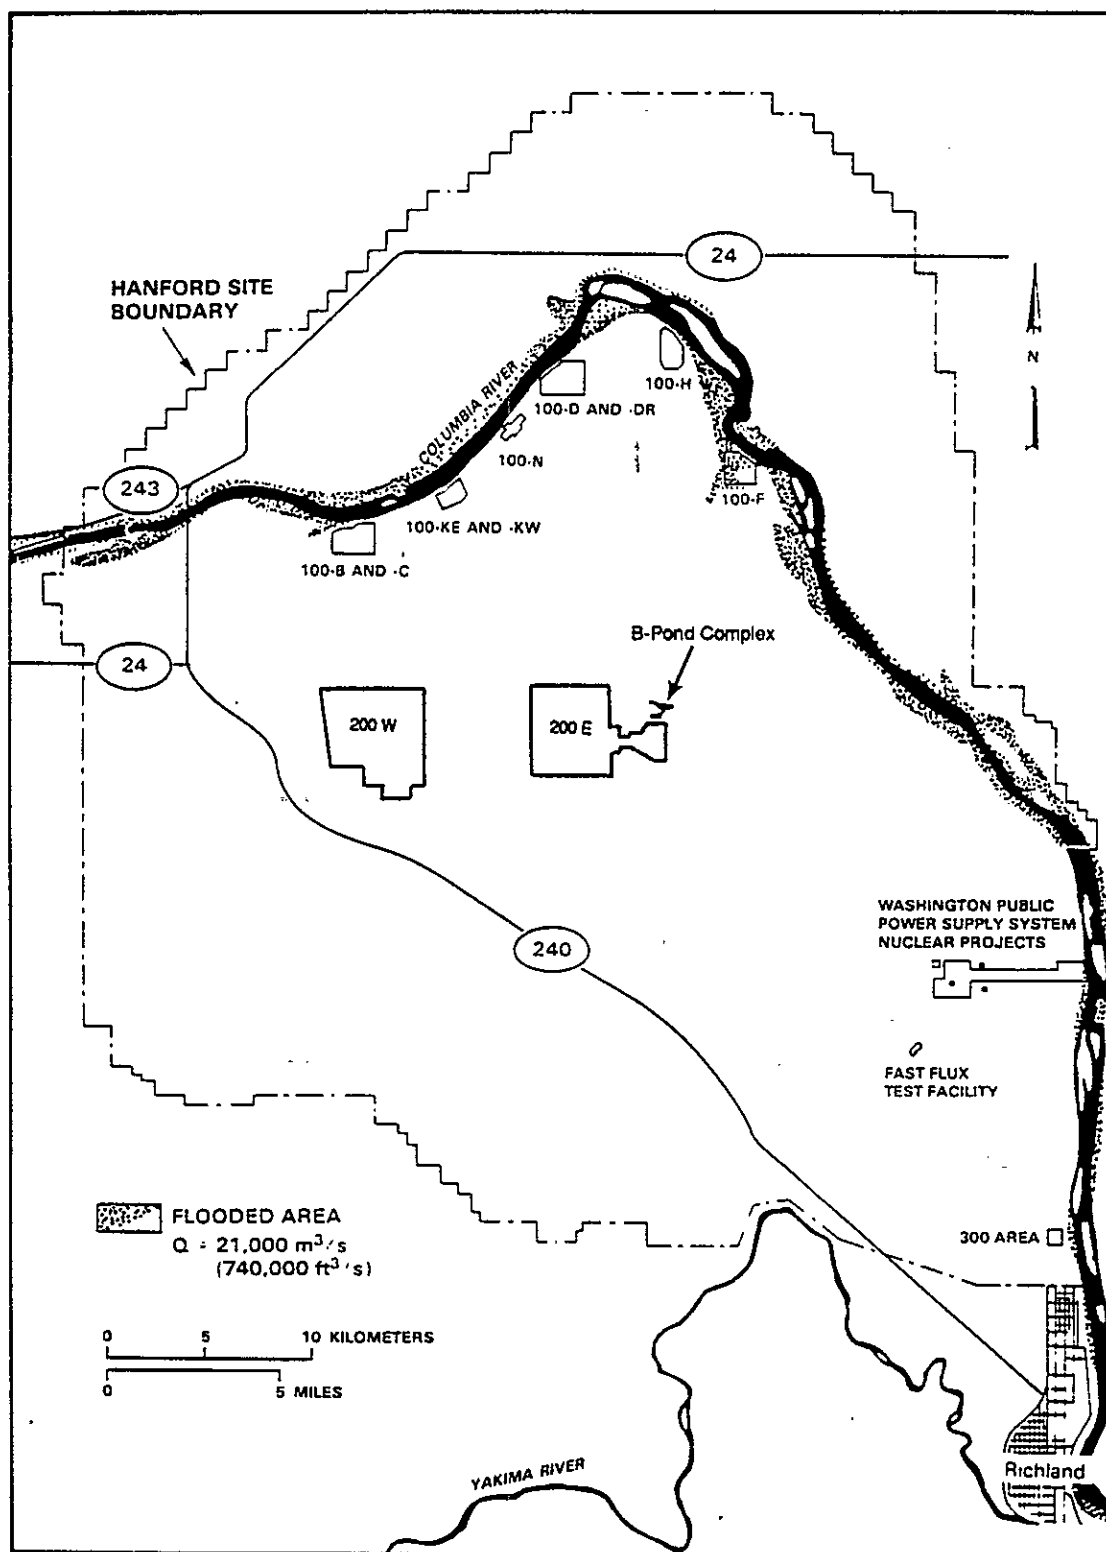 24
HANFORD SITE
BOUNDARY
N
COLUMBIA RIVER
100-H
100-D AND -DR
100-N
243
100-F
100-KE AND -KW
100-B AND -C
B-Pond Complex
24
200 W
200 E
WASHINGTON PUBLIC
POWER SUPPLY SYSTEM
NUCLEAR PROJECTS
240
FAST FLUX
TEST FACILITY
FLOODED AREA
Q = 21,000 m³/s
(740,000 ft³/s)
300 AREA
0 5 10 KILOMETERS
0 5 MILES
YAKIMA RIVER
Richland